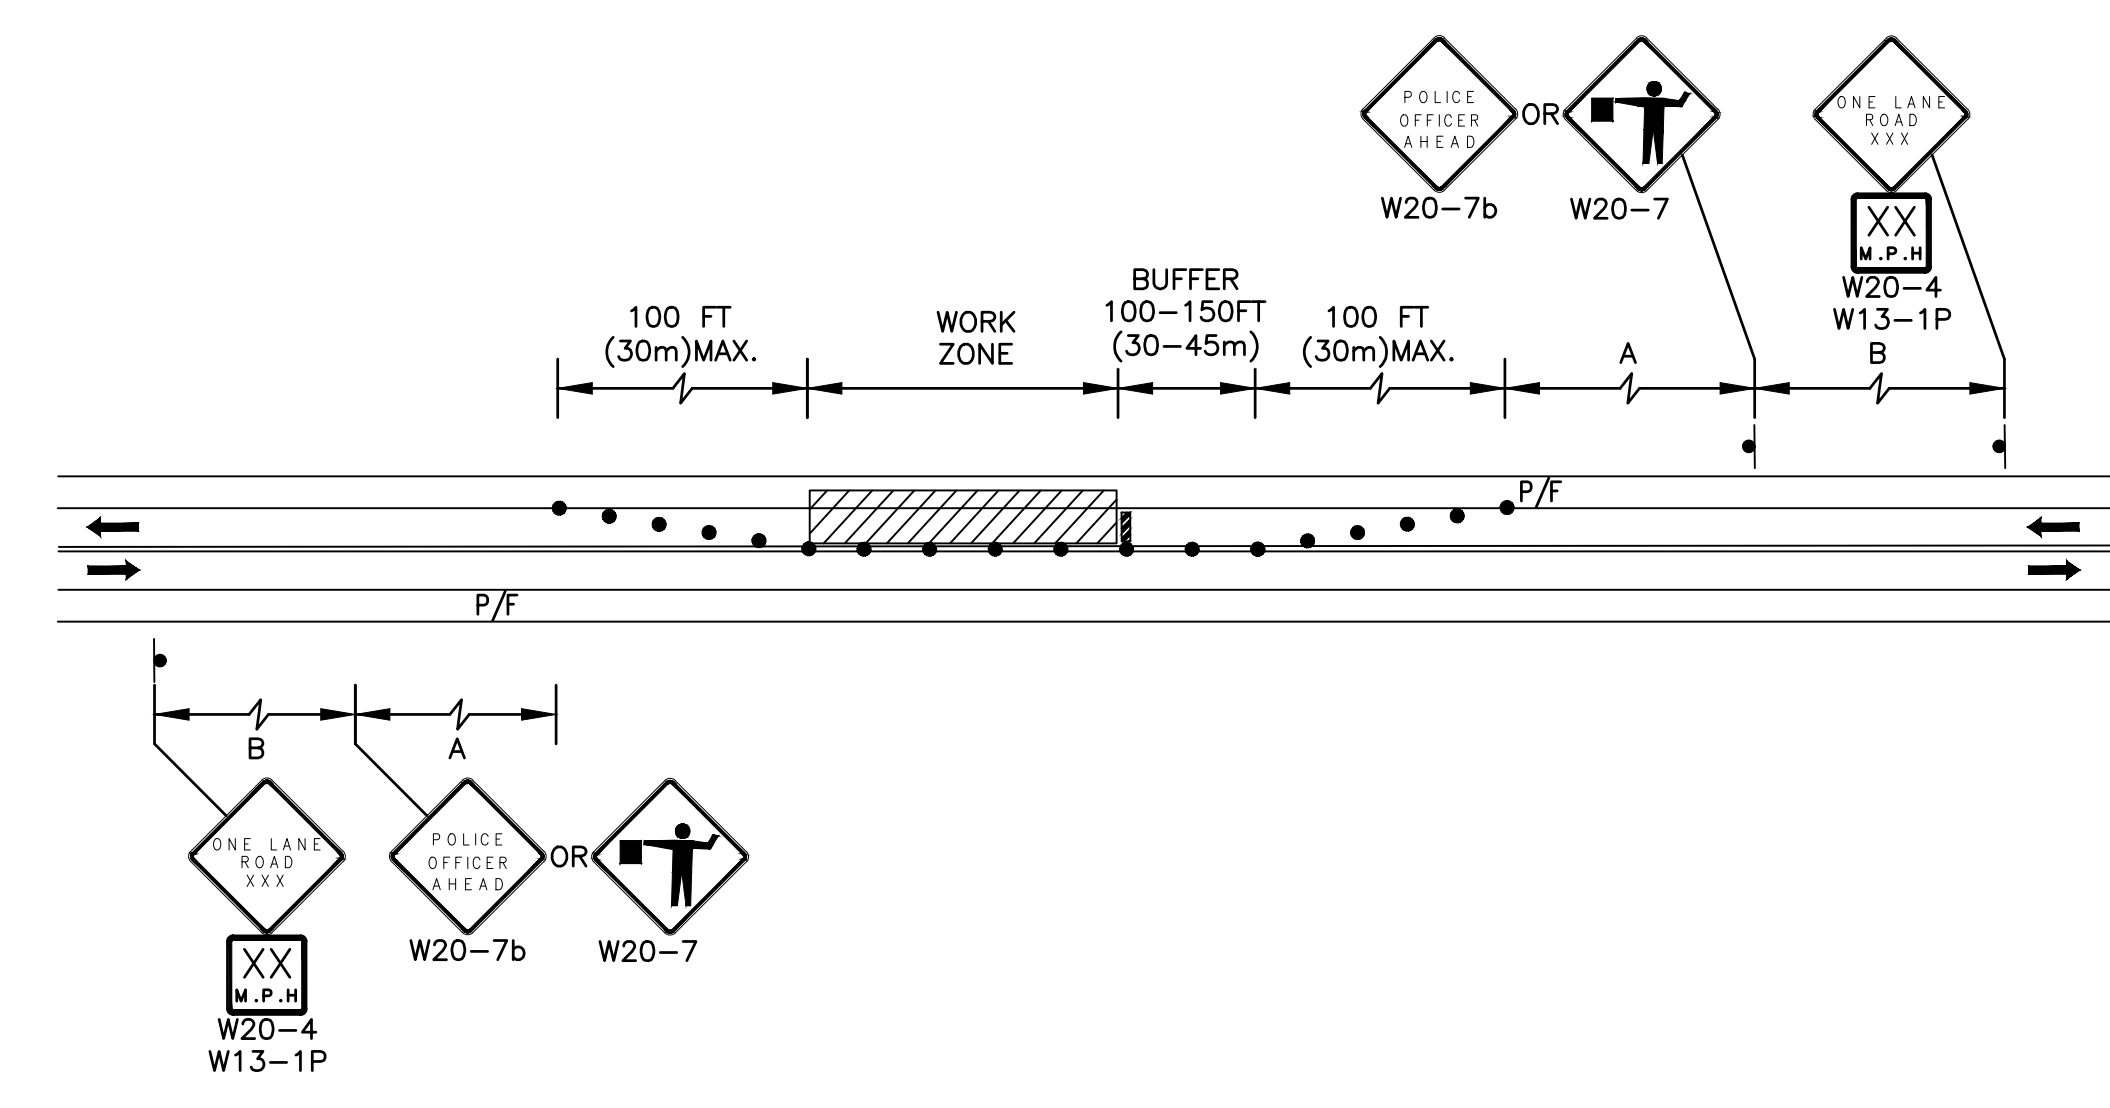 POLICE
OFFICER
AHEAD
OR
W20-7b
W20-7
ONE LANE
ROAD
XXX
XX
M.P.H
W20-4
W13-1P
100 FT
(30m)MAX.
WORK
ZONE
BUFFER
100-150FT
(30-45m)
100 FT
(30m)MAX.
A
B
P/F
P/F
B
A
ONE LANE
ROAD
XXX
XX
M.P.H
W20-4
W13-1P
POLICE
OFFICER
AHEAD
OR
W20-7b
W20-7